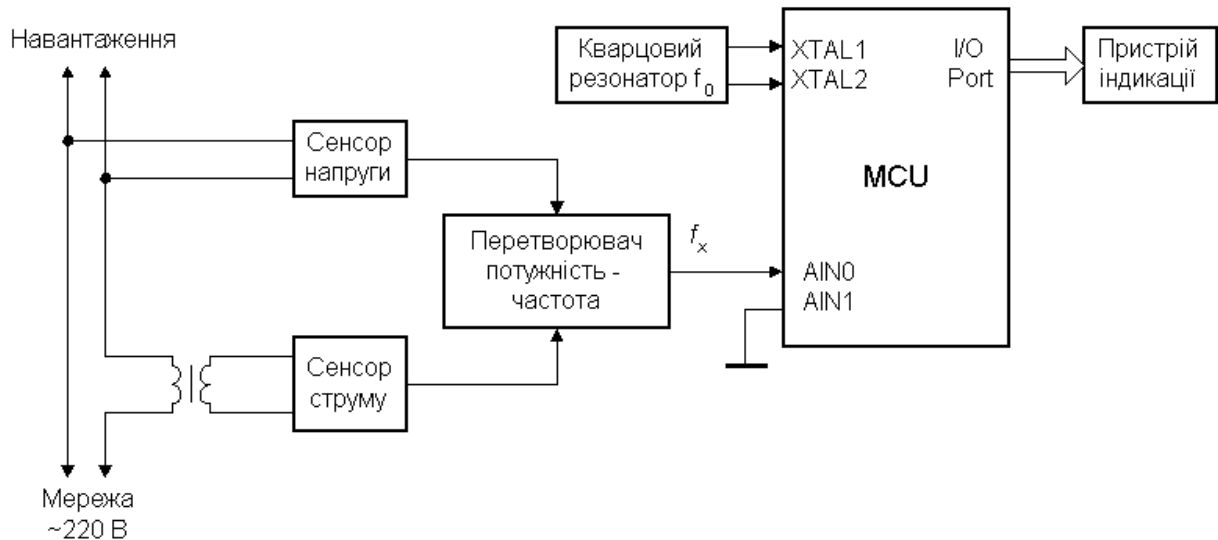 Навантаження
Кварцовий
резонатор f0
XTAL1
XTAL2
I/O
Port
Пристрій
індикації
Сенсор
напруги
MCU
Перетворювач
потужність -
частота
fx
AIN0
AIN1
Сенсор
струму
Мережа
~220 В